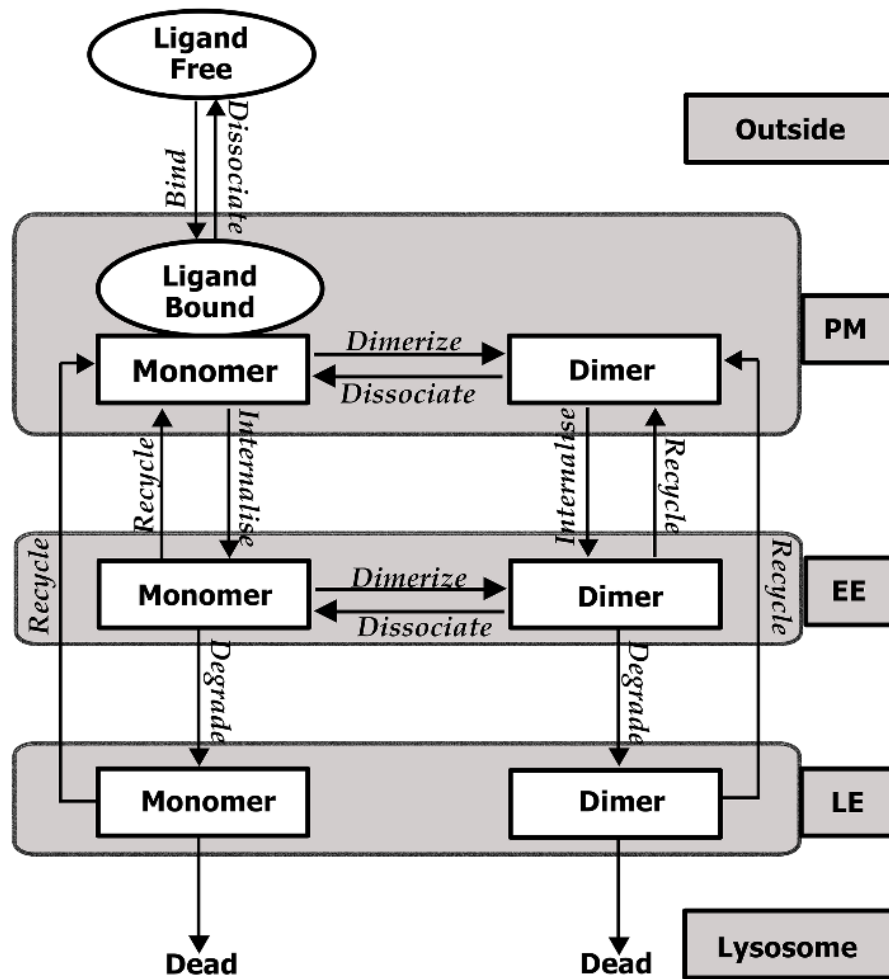 Ligand
Free
Outside
Bind
Dissociate
Ligand
Bound
PM
Monomer
Dimerize
Dissociate
Dimer
Recycle
Internalise
Internalise
Recycle
Recycle
Recycle
Monomer
Dimerize
Dissociate
Dimer
EE
Degrade
Degrade
Monomer
Dimer
LE
Dead
Dead
Lysosome